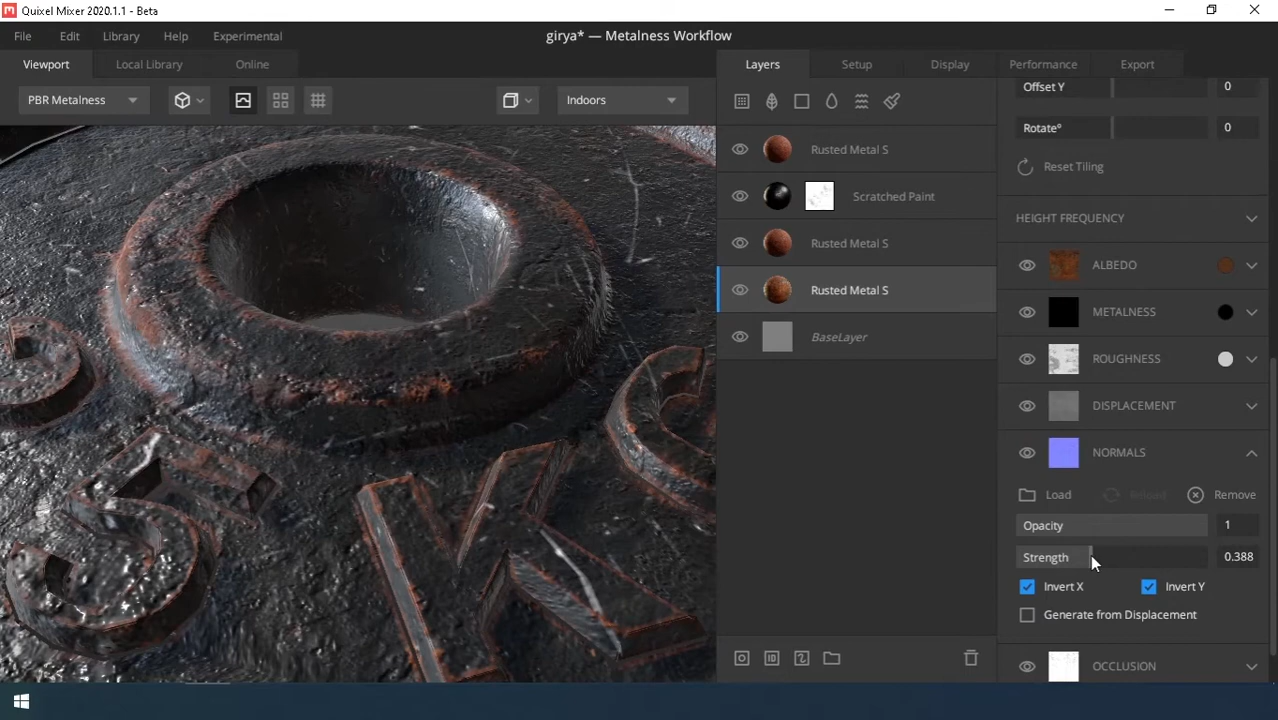 Quixel Mixer 2020.1.1 - Beta
File Edit Library Help Experimental
girya* — Metalness Workflow
Viewport Local Library Online
Layers Setup Display Performance Export
PBR Metalness
Indoors
Offset Y 0
Rotate° 0
Reset Tiling
HEIGHT FREQUENCY
Rusted Metal S
Scratched Paint
Rusted Metal S
Rusted Metal S
BaseLayer
ALBEDO
METALNESS
ROUGHNESS
DISPLACEMENT
NORMALS
Load Reload Remove
Opacity 1
Strength 0.388
Invert X Invert Y
Generate from Displacement
OCCLUSION